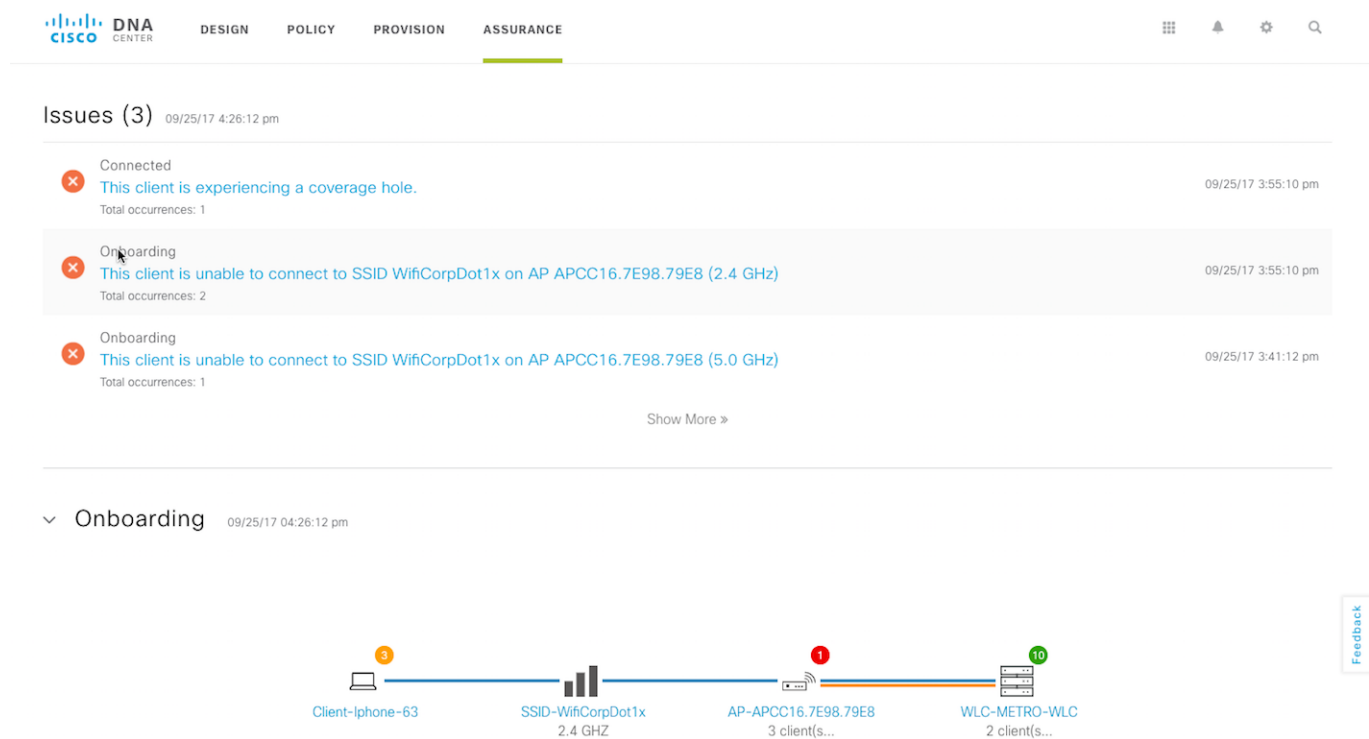 CISCO DNA CENTER DESIGN POLICY PROVISION ASSURANCE
Issues (3) 09/25/17 4:26:12 pm
Connected
This client is experiencing a coverage hole. 09/25/17 3:55:10 pm
Total occurrences: 1
Onboarding
This client is unable to connect to SSID WifiCorpDot1x on AP APCC16.7E98.79E8 (2.4 GHz) 09/25/17 3:55:10 pm
Total occurrences: 2
Onboarding
This client is unable to connect to SSID WifiCorpDot1x on AP APCC16.7E98.79E8 (5.0 GHz) 09/25/17 3:41:12 pm
Total occurrences: 1
Show More »
Onboarding 09/25/17 04:26:12 pm
Feedback
3 1 10
Client-Iphone-63 SSID-WifiCorpDot1x AP-APCC16.7E98.79E8 WLC-METRO-WLC
2.4 GHZ 3 client(s... 2 client(s...